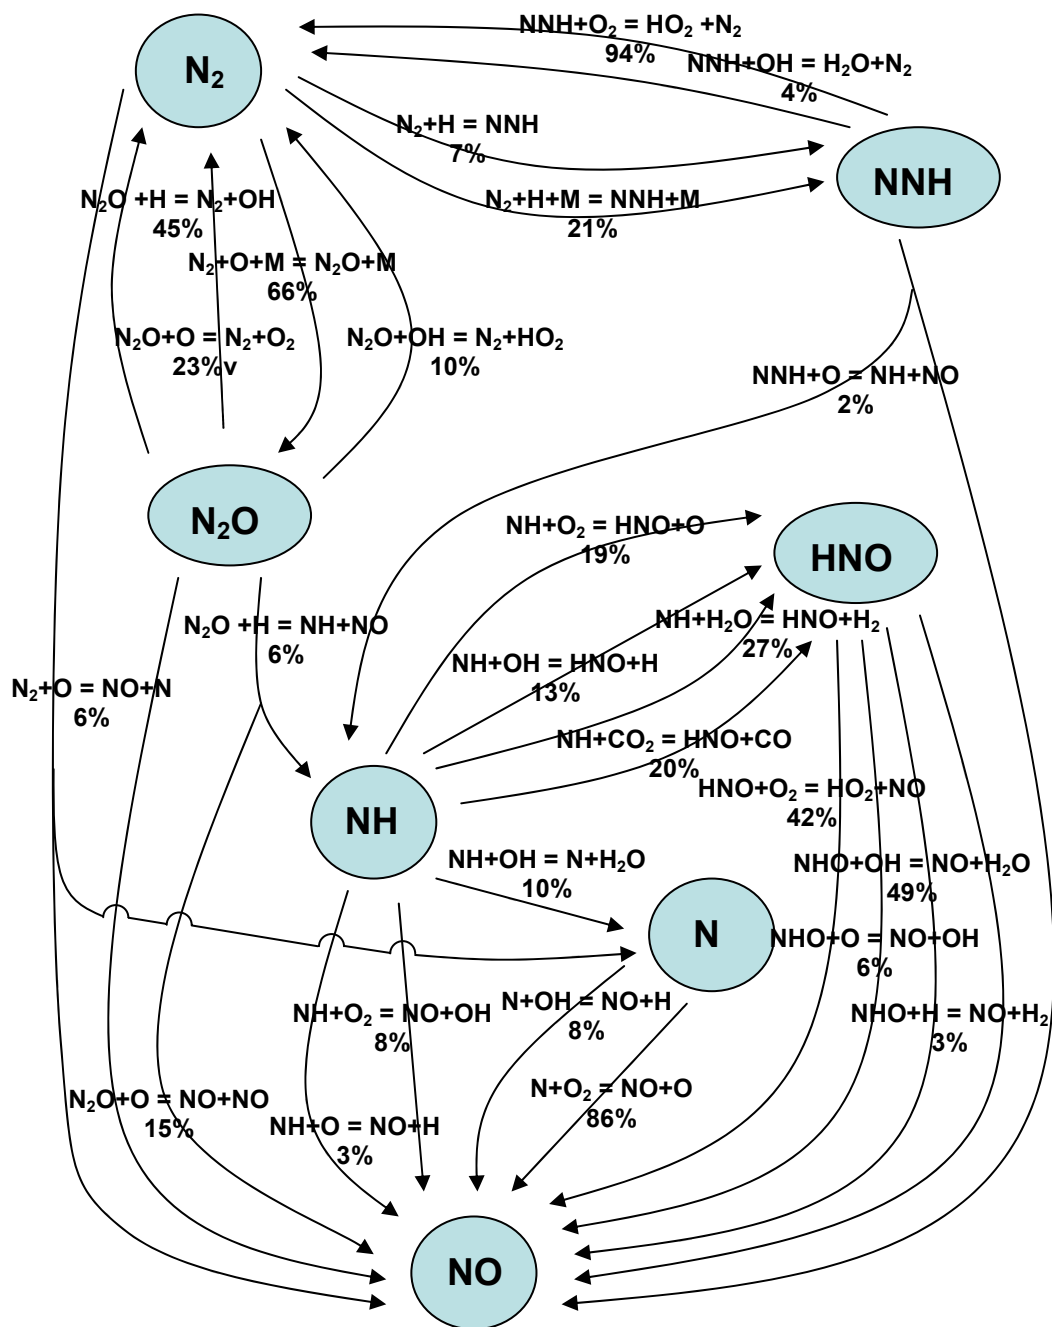 NNH+O₂ = HO₂ +N₂
94%
N₂
NNH+OH = H₂O+N₂
4%
N₂+H = NNH
7%
NNH
N₂O +H = N₂+OH
45%
N₂+H+M = NNH+M
21%
N₂+O+M = N₂O+M
66%
N₂O+O = N₂+O₂
23%v
N₂O+OH = N₂+HO₂
10%
NNH+O = NH+NO
2%
N₂O
NH+O₂ = HNO+O
19%
HNO
N₂O +H = NH+NO
6%
NH+H₂O = HNO+H₂
27%
NH+OH = HNO+H
13%
N₂+O = NO+N
6%
NH+CO₂ = HNO+CO
20%
HNO+O₂ = HO₂+NO
42%
NH
NH+OH = N+H₂O
10%
NHO+OH = NO+H₂O
49%
N
NHO+O = NO+OH
6%
NH+O₂ = NO+OH
8%
N+OH = NO+H
8%
NHO+H = NO+H₂
3%
N₂O+O = NO+NO
15%
N+O₂ = NO+O
86%
NH+O = NO+H
3%
NO